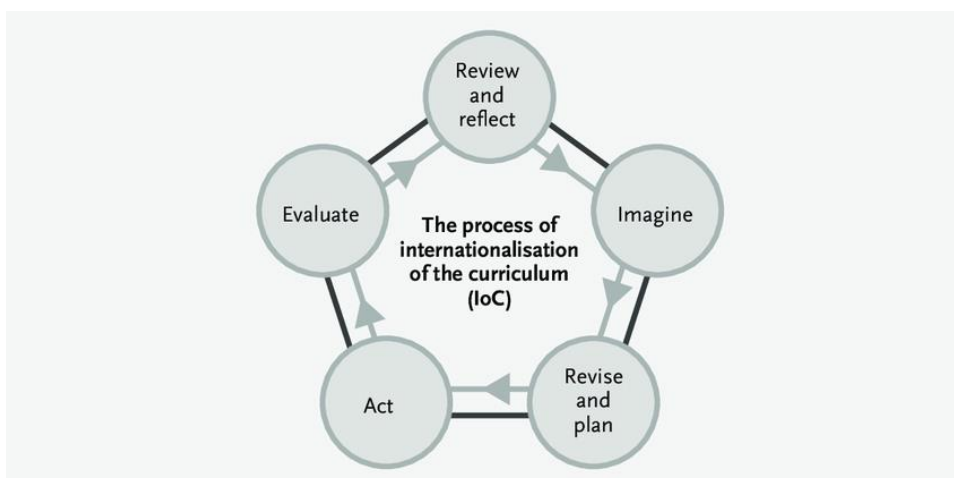 Review
and
reflect
Imagine
Revise
and
plan
Act
Evaluate
The process of
internationalisation
of the curriculum
(IoC)